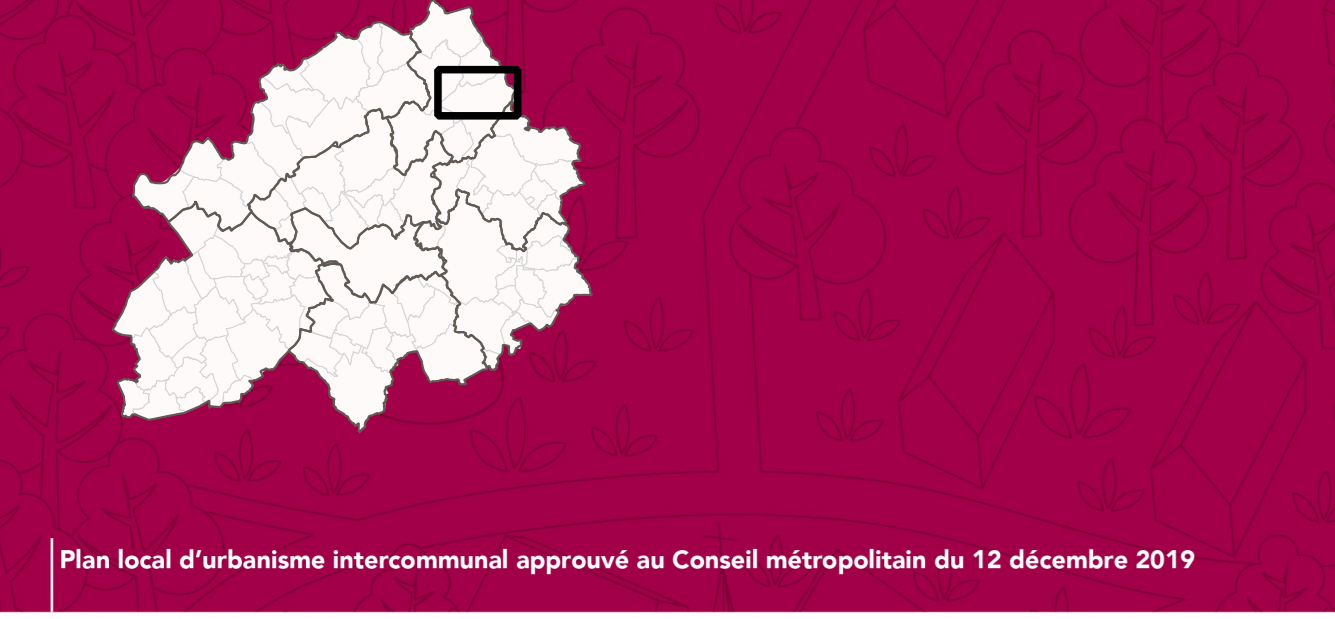 Plan local d’urbanisme intercommunal approuvé au Conseil métropolitain du 12 décembre 2019